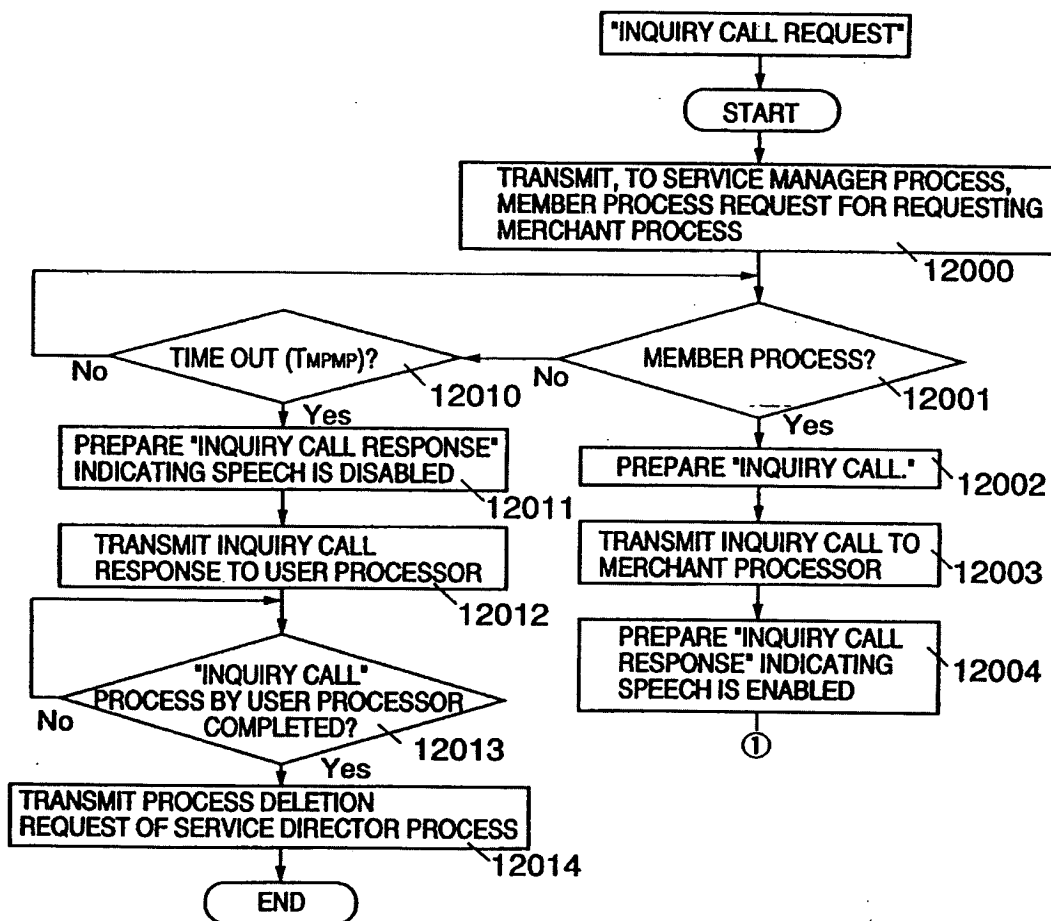 "INQUIRY CALL REQUEST"
START
TRANSMIT, TO SERVICE MANAGER PROCESS,
MEMBER PROCESS REQUEST FOR REQUESTING
MERCHANT PROCESS
12000
MEMBER PROCESS?
12001
No
Yes
TIME OUT (TMPMP)?
12010
No
Yes
PREPARE "INQUIRY CALL RESPONSE"
INDICATING SPEECH IS DISABLED
12011
TRANSMIT INQUIRY CALL
RESPONSE TO USER PROCESSOR
12012
"INQUIRY CALL"
PROCESS BY USER PROCESSOR
COMPLETED?
12013
No
Yes
TRANSMIT PROCESS DELETION
REQUEST OF SERVICE DIRECTOR PROCESS
12014
END
PREPARE "INQUIRY CALL."
12002
TRANSMIT INQUIRY CALL TO
MERCHANT PROCESSOR
12003
PREPARE "INQUIRY CALL
RESPONSE" INDICATING
SPEECH IS ENABLED
12004
①